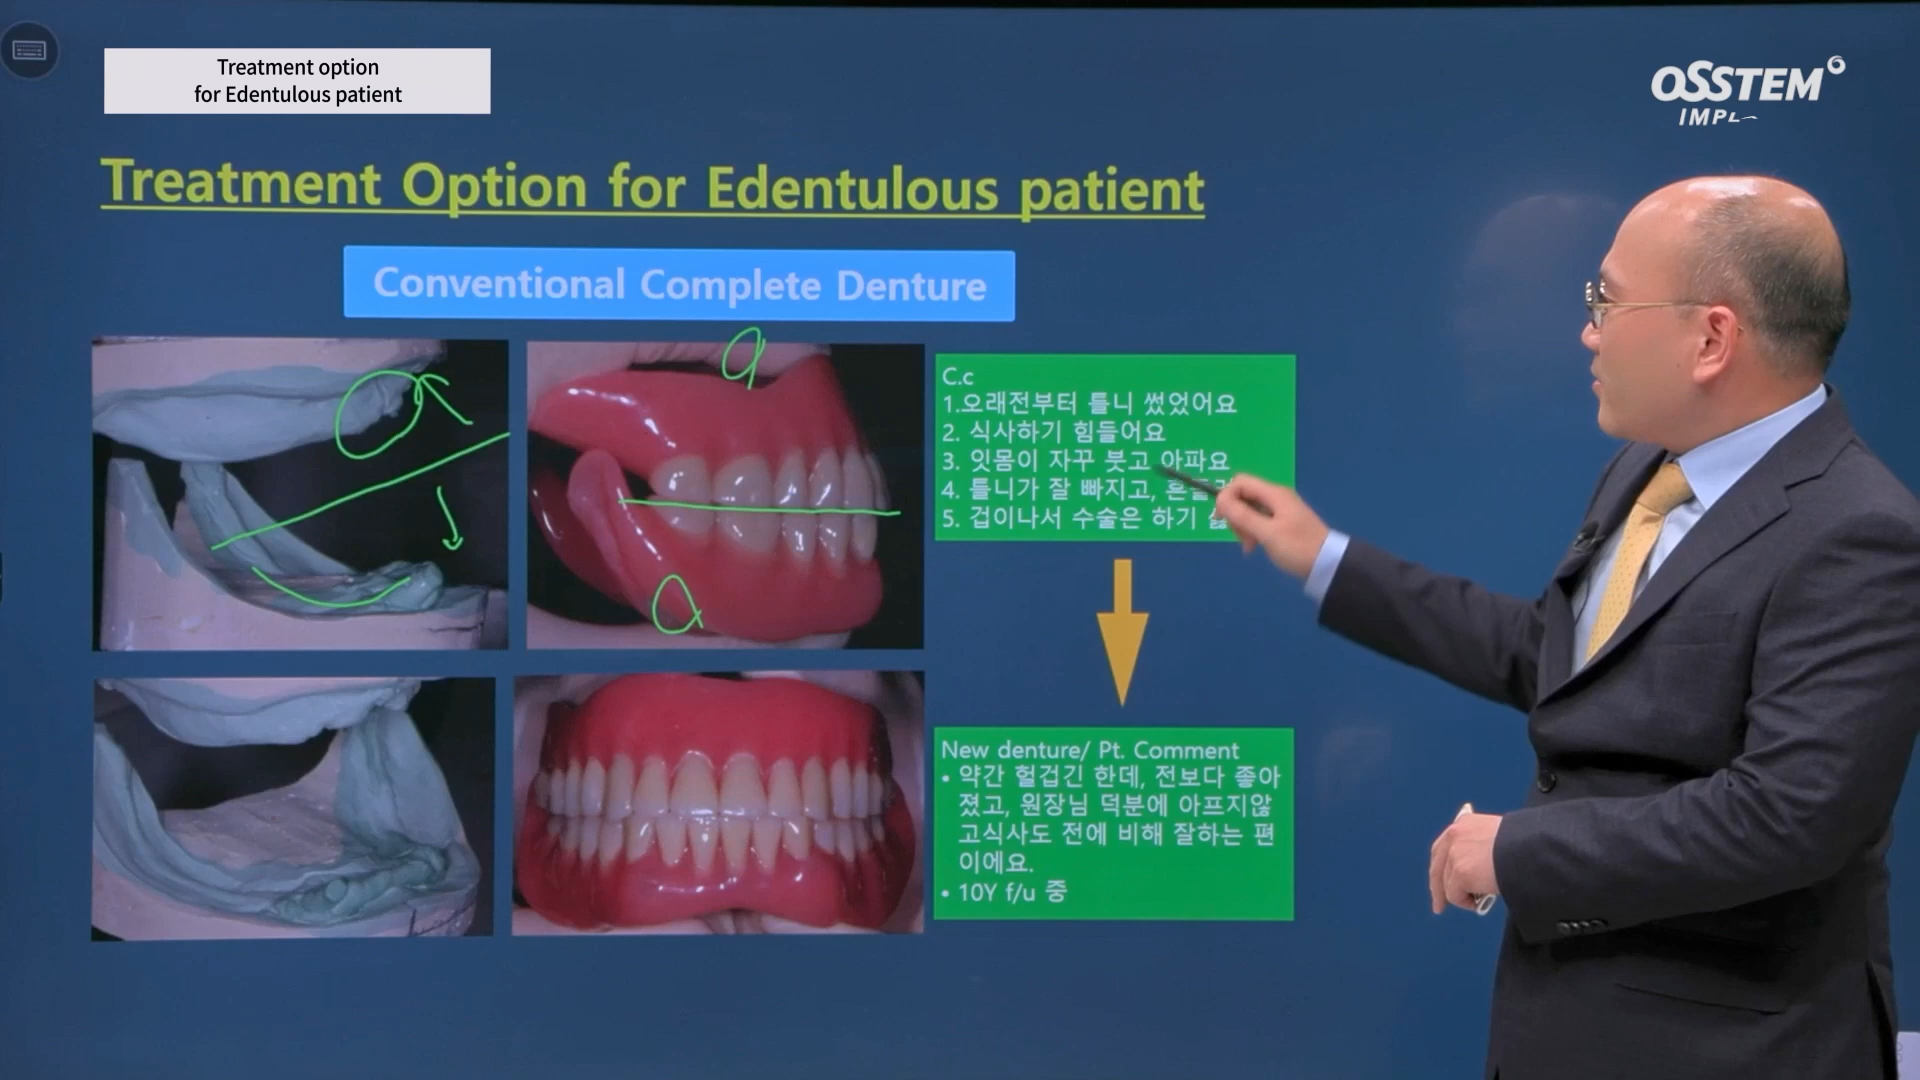 Treatment option
for Edentulous patient
OSSTEM
Treatment Option for Edentulous patient
Conventional Complete Denture
C.c
1.오래전부터 틀니 썼었어요
2. 식사하기 힘들어요
3. 잇몸이 자꾸 붓고 아파요
4. 틀니가 잘 빠지고,
5. 겁이나서 수술은 하기
New denture/ Pt. Comment
• 약간 헐겁긴 한데, 전보다 좋아
졌고, 원장님 덕분에 아프지않
고식사도 전에 비해 잘하는 편
이에요.
• 10Y f/u 중